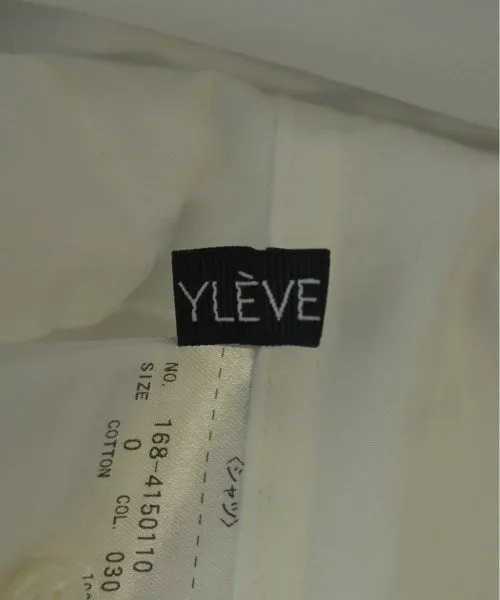 YLÈVE
〈シャツ〉
NO. 168-4150110
SIZE 0 COL. 030
COTTON